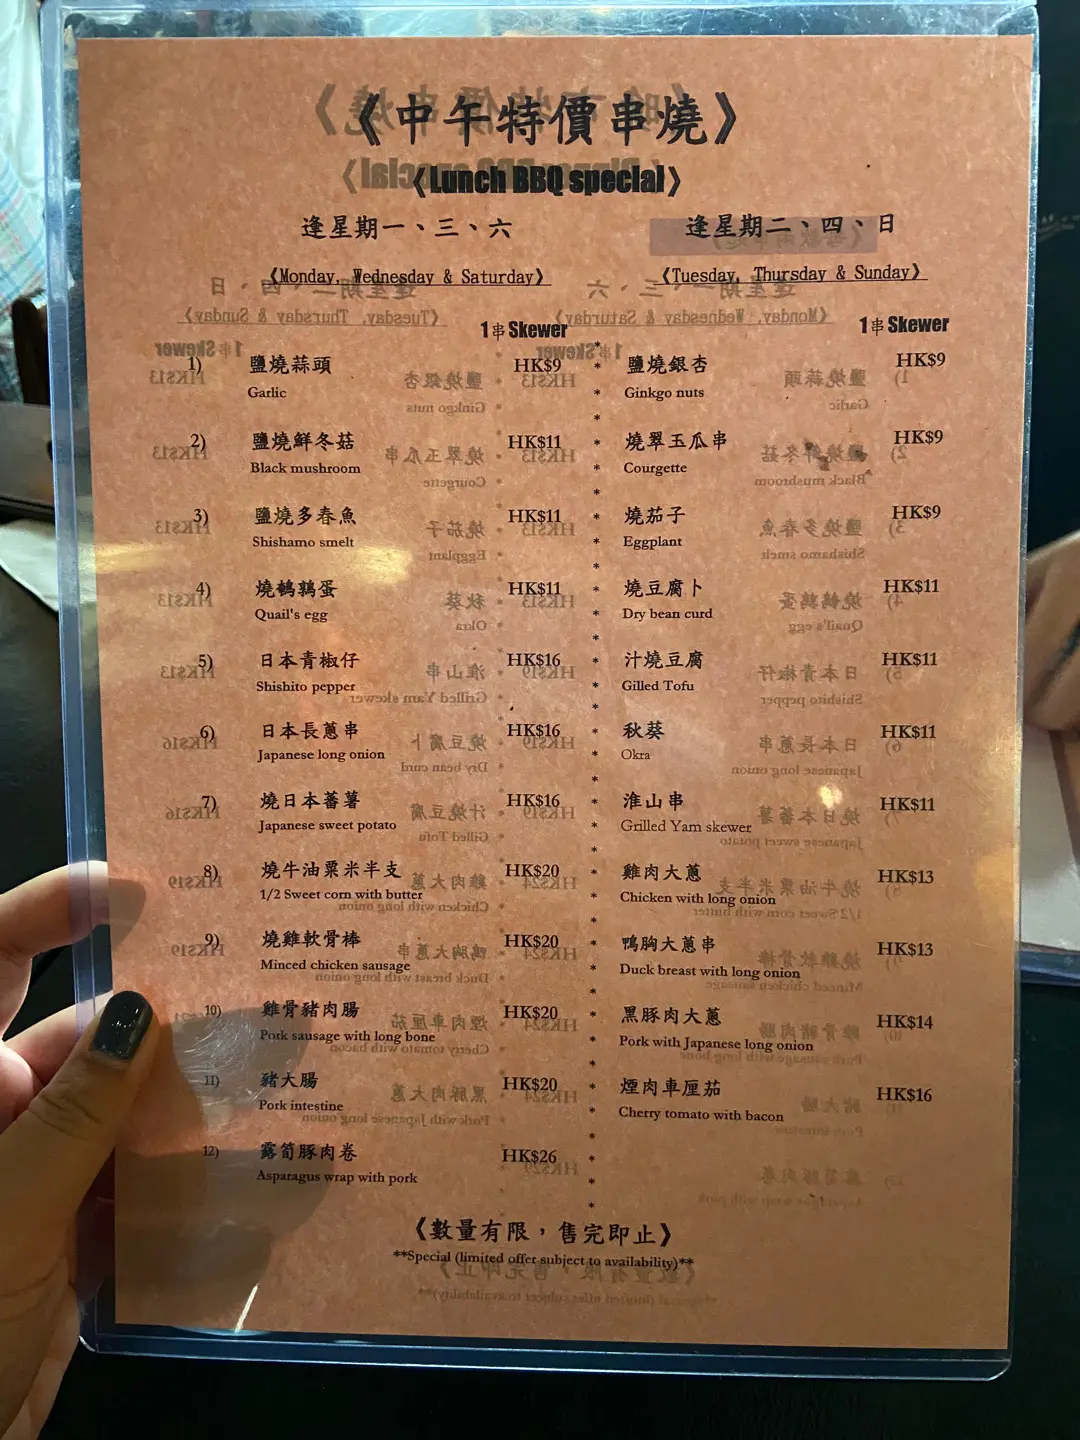 《中午特價串燒》
《Lunch BBQ special》
逢星期一、三、六
《Monday, Wednesday & Saturday》
1串Skewer
1) 鹽燒蒜頭 HK$9
Garlic
2) 鹽燒鮮冬菇 HK$11
Black mushroom
3) 鹽燒多春魚 HK$11
Shishamo smelt
4) 燒鵪鶉蛋 HK$11
Quail's egg
5) 日本青椒仔 HK$16
Shishito pepper
6) 日本長蔥串 HK$16
Japanese long onion
7) 燒日本蕃薯 HK$16
Japanese sweet potato
8) 燒牛油粟米半支 HK$20
1/2 Sweet corn with butter
9) 燒雞軟骨棒 HK$20
Minced chicken sausage
10) 雞骨豬肉腸 HK$20
Pork sausage with long bone
11) 豬大腸 HK$20
Pork intestine
12) 露筍豚肉卷 HK$26
Asparagus wrap with pork
逢星期二、四、日
《Tuesday, Thursday & Sunday》
1串Skewer
鹽燒銀杏 HK$9
Ginkgo nuts
燒翠玉瓜串 HK$9
Courgette
燒茄子 HK$9
Eggplant
燒豆腐卜 HK$11
Dry bean curd
汁燒豆腐 HK$11
Gilled Tofu
秋葵 HK$11
Okra
淮山串 HK$11
Grilled Yam skewer
雞肉大蔥 HK$13
Chicken with long onion
鴨胸大蔥串 HK$13
Duck breast with long onion
黑豚肉大蔥 HK$14
Pork with Japanese long onion
煙肉車厘茄 HK$16
Cherry tomato with bacon
《數量有限，售完即止》
**Special (limited offer subject to availability)**